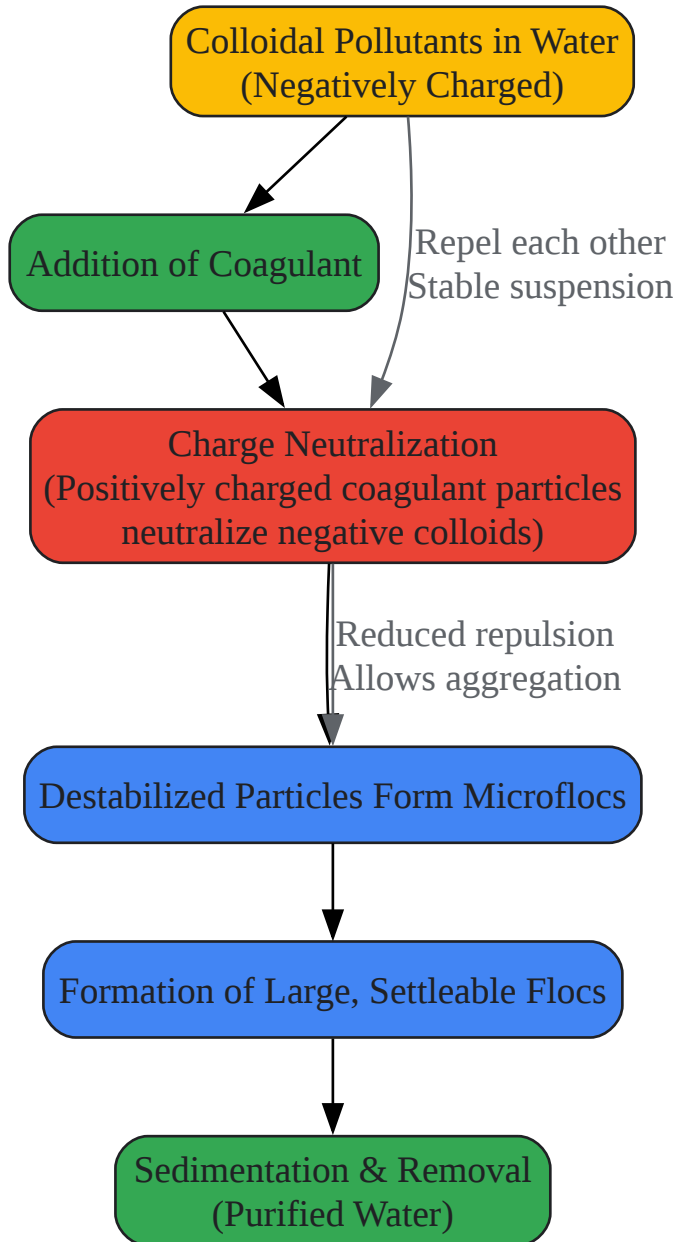 Colloidal Pollutants in Water
(Negatively Charged)
Addition of Coagulant
Repel each other
Stable suspension
Charge Neutralization
(Positively charged coagulant particles
neutralize negative colloids)
Reduced repulsion
Allows aggregation
Destabilized Particles Form Microflocs
Formation of Large, Settleable Flocs
Sedimentation & Removal
(Purified Water)